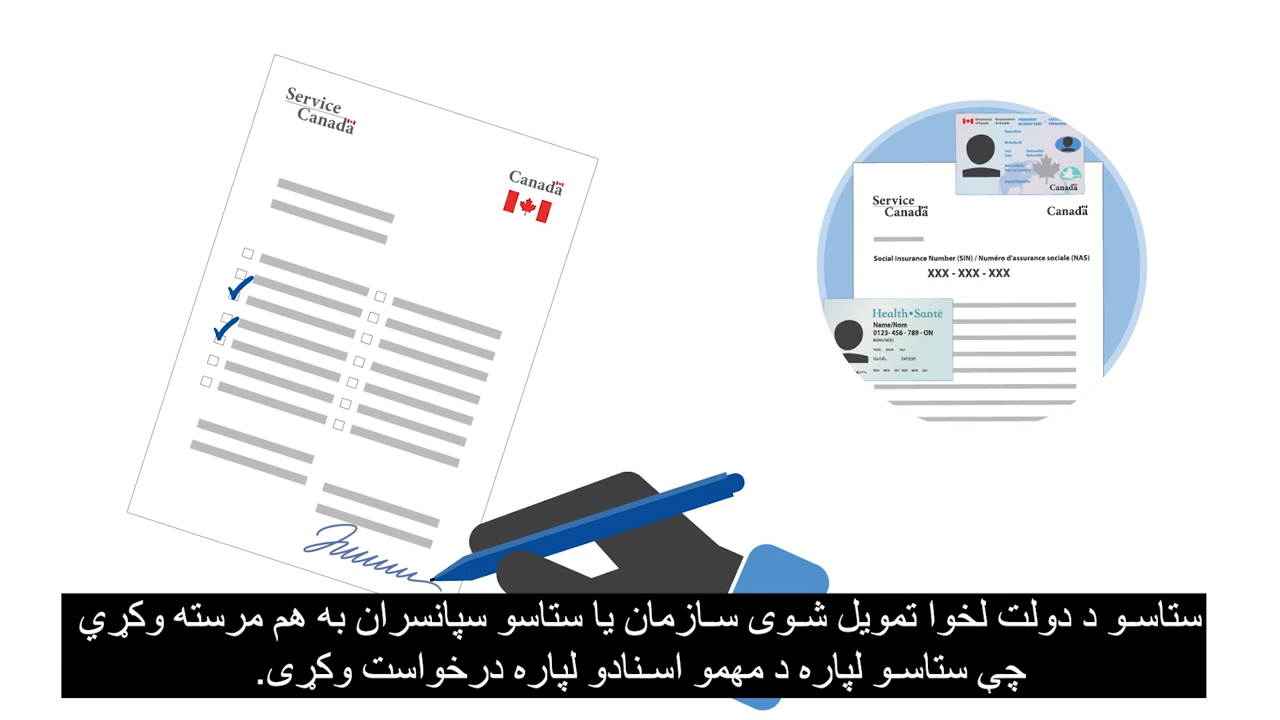 Service
Canada
Canada
Service
Canada
Canada
Social Insurance Number (SIN) / Numéro d'assurance sociale (NAS)
XXX - XXX - XXX
Canada
Health•Santé
Name/Nom
0123- 456 - 789 - ON
ستاسو د دولت لخوا تمویل شوی سازمان یا ستاسو سپانسران به هم مرسته وکړي
چې ستاسو لپاره د مهمو اسنادو لپاره درخواست وکړی.